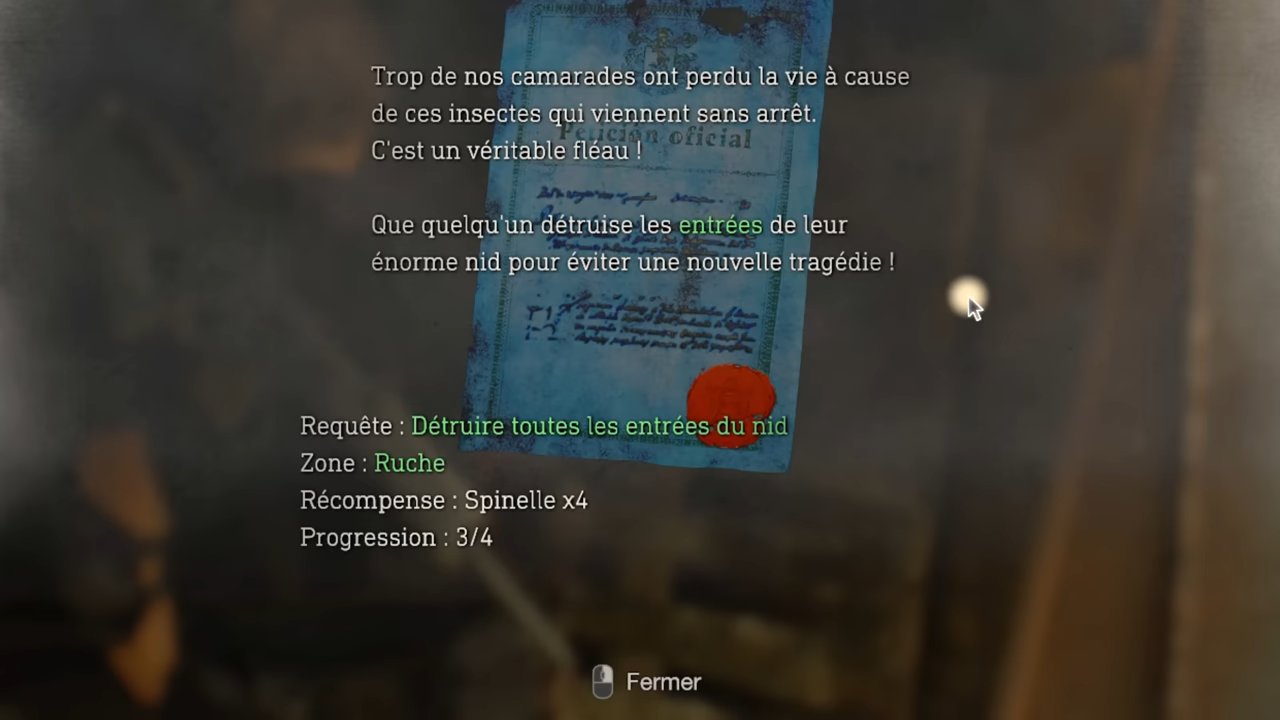 Trop de nos camarades ont perdu la vie à cause
de ces insectes qui viennent sans arrêt.
Petición oficial
C'est un véritable fléau !
Que quelqu'un détruise les entrées de leur
énorme nid pour éviter une nouvelle tragédie !
Requête : Détruire toutes les entrées du nid
Zone : Ruche
Récompense : Spinelle x4
Progression : 3/4
Fermer